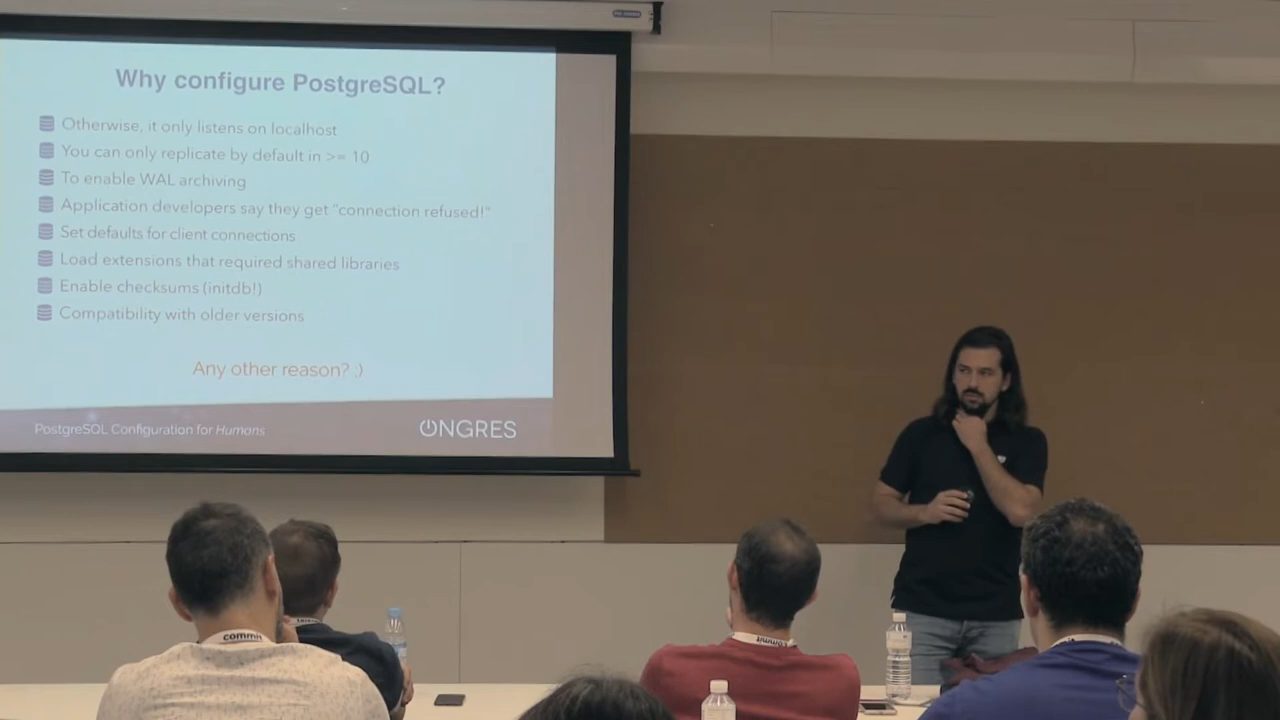 Why configure PostgreSQL?
Otherwise, it only listens on localhost
You can only replicate by default in >= 10
To enable WAL archiving
Application developers say they get "connection refused!"
Set defaults for client connections
Load extensions that required shared libraries
Enable checksums (initdb!)
Compatibility with older versions
Any other reason? ;)
PostgreSQL Configuration for Humans
ONGRES
commit